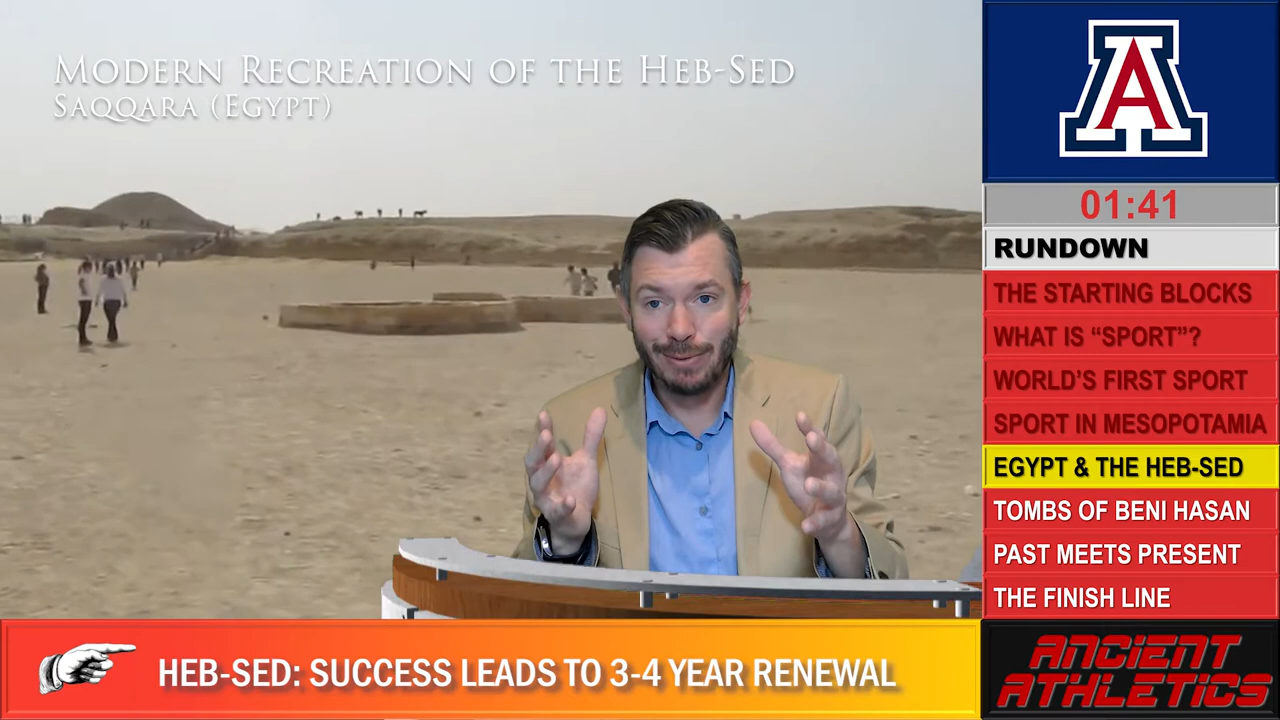 MODERN RECREATION OF THE HEB-SED
SAQQARA (EGYPT)
A
01:41
RUNDOWN
THE STARTING BLOCKS
WHAT IS “SPORT”?
WORLD’S FIRST SPORT
SPORT IN MESOPOTAMIA
EGYPT & THE HEB-SED
TOMBS OF BENI HASAN
PAST MEETS PRESENT
THE FINISH LINE
HEB-SED: SUCCESS LEADS TO 3-4 YEAR RENEWAL
ANCIENT
ATHLETICS